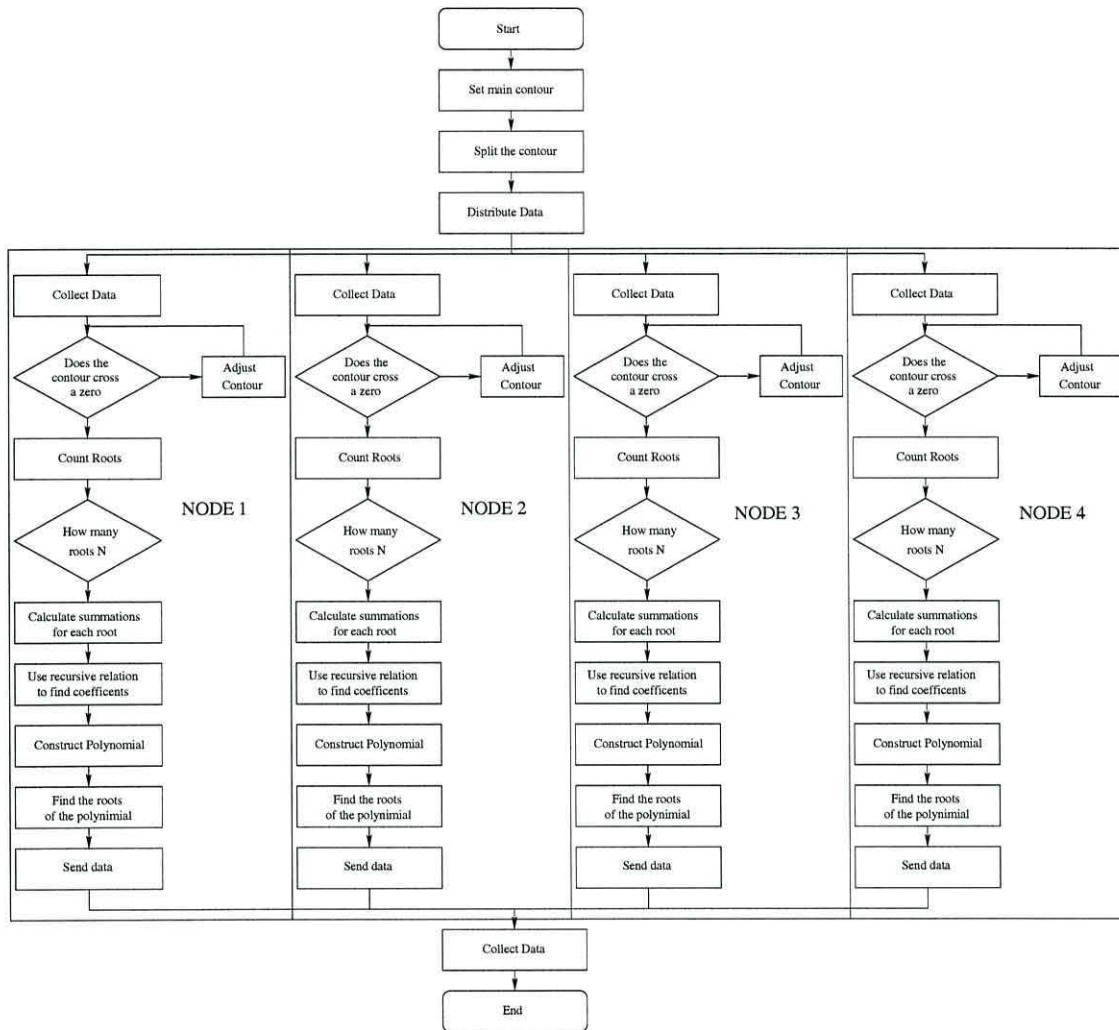 Start
Set main contour
Split the contour
Distribute Data
Collect Data
Does the
contour cross
a zero
Adjust
Contour
Count Roots
NODE 1
How many
roots N
Calculate summations
for each root
Use recursive relation
to find coefficents
Construct Polynomial
Find the roots
of the polynimial
Send data
Collect Data
Does the
contour cross
a zero
Adjust
Contour
Count Roots
NODE 2
How many
roots N
Calculate summations
for each root
Use recursive relation
to find coefficents
Construct Polynomial
Find the roots
of the polynimial
Send data
Collect Data
Does the
contour cross
a zero
Adjust
Contour
Count Roots
NODE 3
How many
roots N
Calculate summations
for each root
Use recursive relation
to find coefficents
Construct Polynomial
Find the roots
of the polynimial
Send data
Collect Data
Does the
contour cross
a zero
Adjust
Contour
Count Roots
NODE 4
How many
roots N
Calculate summations
for each root
Use recursive relation
to find coefficents
Construct Polynomial
Find the roots
of the polynimial
Send data
Collect Data
End